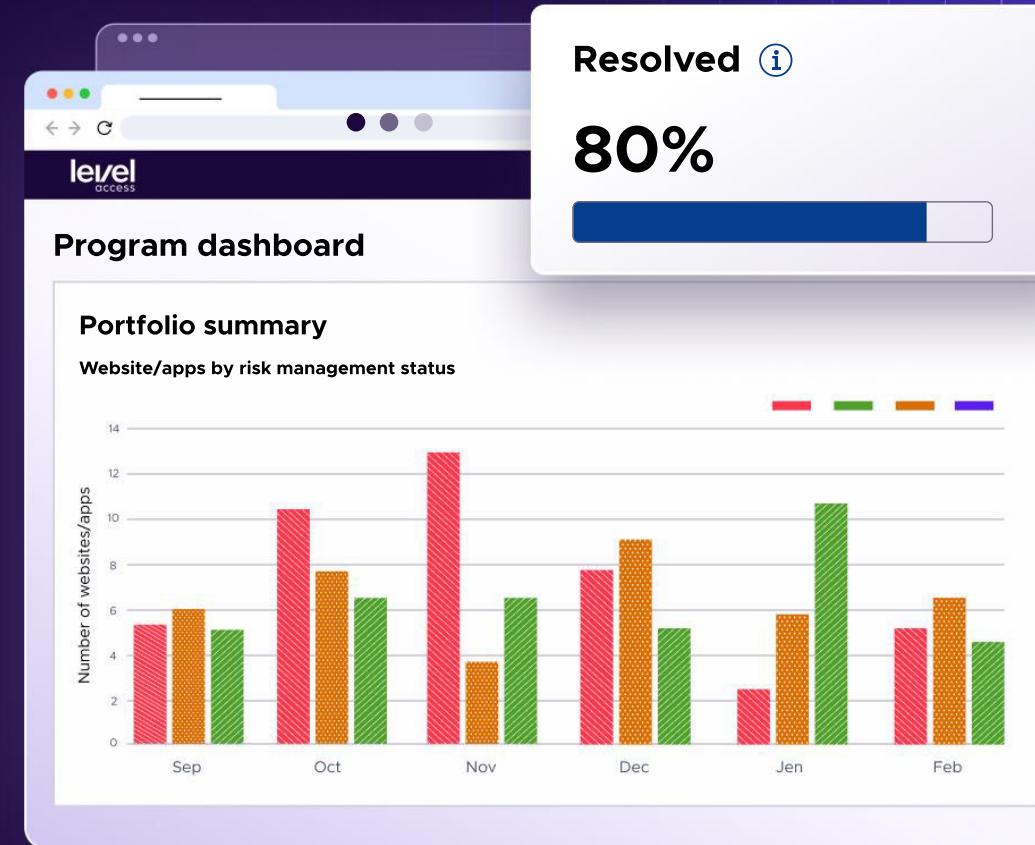 Resolved
80%
level
access
Program dashboard
Portfolio summary
Website/apps by risk management status
Number of websites/apps
14
12
10
8
6
4
2
0
Sep Oct Nov Dec Jen Feb